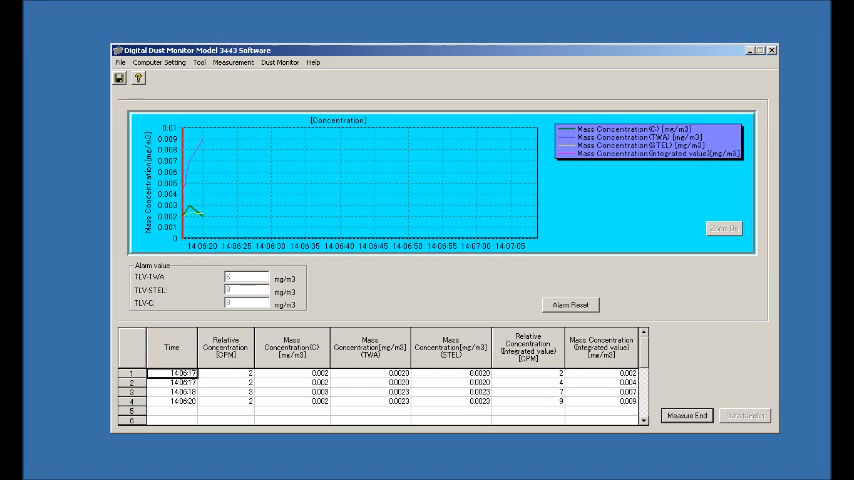 Digital Dust Monitor Model 3443 Software
File Computer Setting Tool Measurement Dust Monitor Help
[Concentration]
Mass Concentration[mg/m3]
0.01
0.009
0.008
0.007
0.006
0.005
0.004
0.003
0.002
0.001
0
14:06:20 14:06:25 14:06:30 14:06:35 14:06:40 14:06:45 14:06:50 14:06:55 14:07:00 14:07:05
Mass Concentration(C) [mg/m3]
Mass Concentration(TWA) [mg/m3]
Mass Concentration(STEL) [mg/m3]
Mass Concentration(Integrated value)[mg/m3]
Zoom Up
Alarm value
TLV-TWA: 5 mg/m3
TLV-STEL: mg/m3
TLV-C: mg/m3
Alarm Reset
Time
Relative Concentration [CPM]
Mass Concentration(C) [mg/m3]
Mass Concentration[mg/m3] (TWA)
Mass Concentration[mg/m3] (STEL)
Relative Concentration (Integrated value) [CPM]
Mass Concentration (Integrated value) [mg/m3]
1 14:06:17 2 0.002 0.0020 0.0020 2 0.002
2 14:06:17 2 0.002 0.0020 0.0020 4 0.004
3 14:06:18 3 0.003 0.0023 0.0023 7 0.007
4 14:06:20 2 0.002 0.0023 0.0023 9 0.009
5
6
Measure End
Data transfer